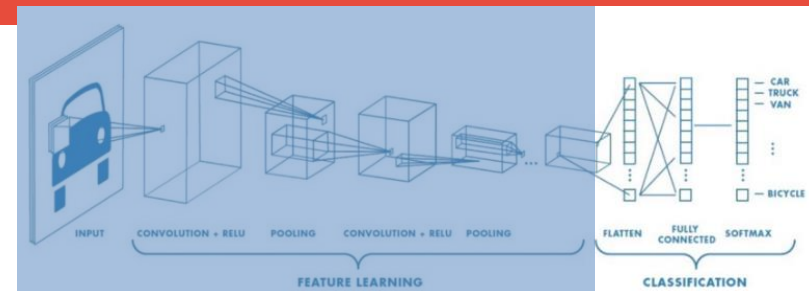 CAR
TRUCK
VAN
BICYCLE
INPUT
CONVOLUTION + RELU
POOLING
CONVOLUTION + RELU
POOLING
FLATTEN
FULLY
CONNECTED
SOFTMAX
FEATURE LEARNING
CLASSIFICATION